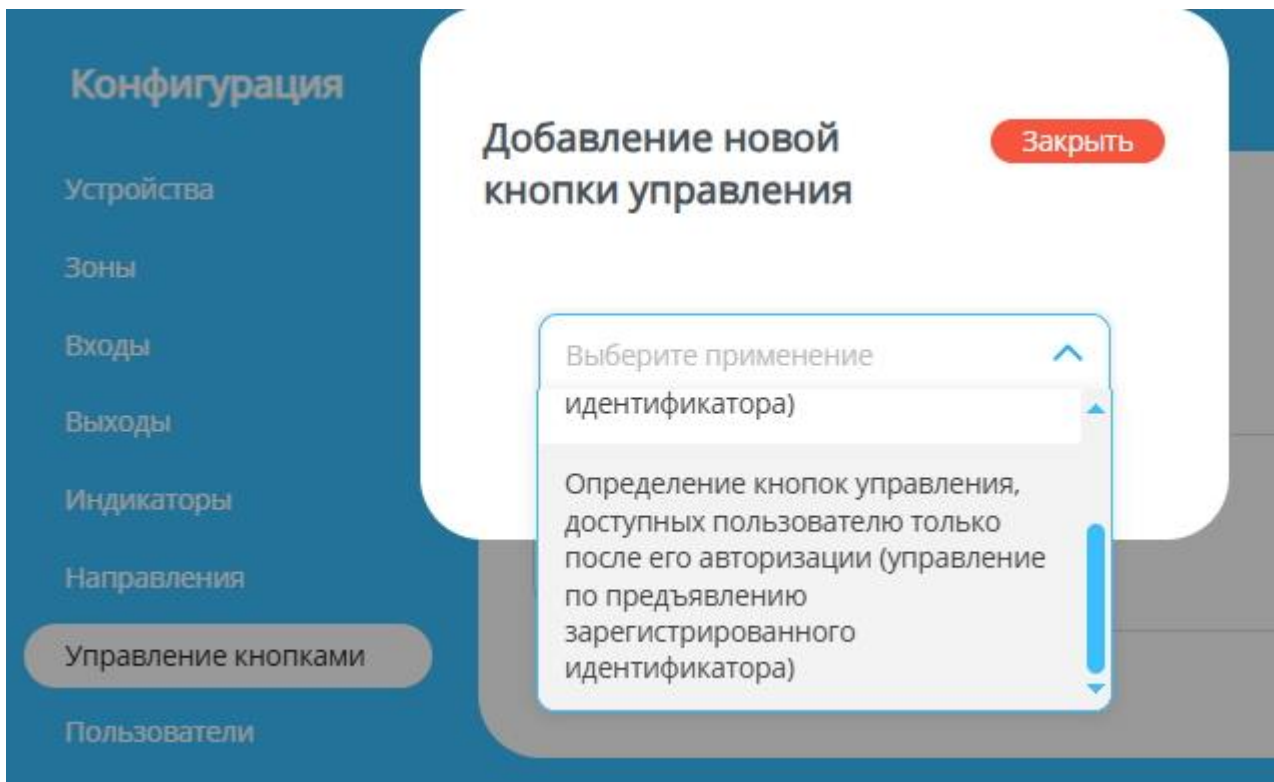 Конфигурация
Устройства
Зоны
Входы
Выходы
Индикаторы
Направления
Управление кнопками
Пользователи
Добавление новой
кнопки управления
Закрыть
Выберите применение
идентификатора)
Определение кнопок управления,
доступных пользователю только
после его авторизации (управление
по предъявлению
зарегистрированного
идентификатора)